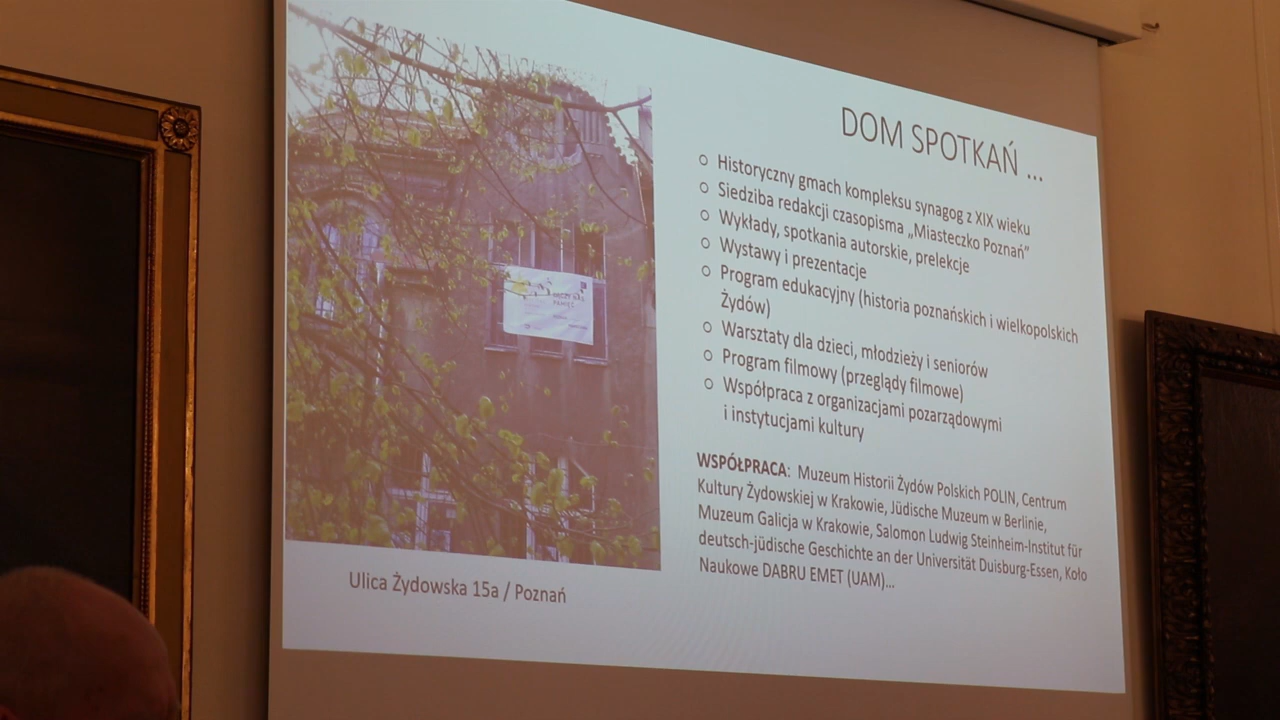 DOM SPOTKAŃ ...
Historyczny gmach kompleksu synagog z XIX wieku
Siedziba redakcji czasopisma „Miasteczko Poznań”
Wykłady, spotkania autorskie, prelekcje
Wystawy i prezentacje
Program edukacyjny (historia poznańskich i wielkopolskich
Żydów)
Warsztaty dla dzieci, młodzieży i seniorów
Program filmowy (przeglądy filmowe)
Współpraca z organizacjami pozarządowymi
i instytucjami kultury
WSPÓŁPRACA: Muzeum Historii Żydów Polskich POLIN, Centrum
Kultury Żydowskiej w Krakowie, Jüdische Muzeum w Berlinie,
Muzeum Galicja w Krakowie, Salomon Ludwig Steinheim-Institut für
deutsch-jüdische Geschichte an der Universität Duisburg-Essen, Koło
Naukowe DABRU EMET (UAM)...
Ulica Żydowska 15a / Poznań